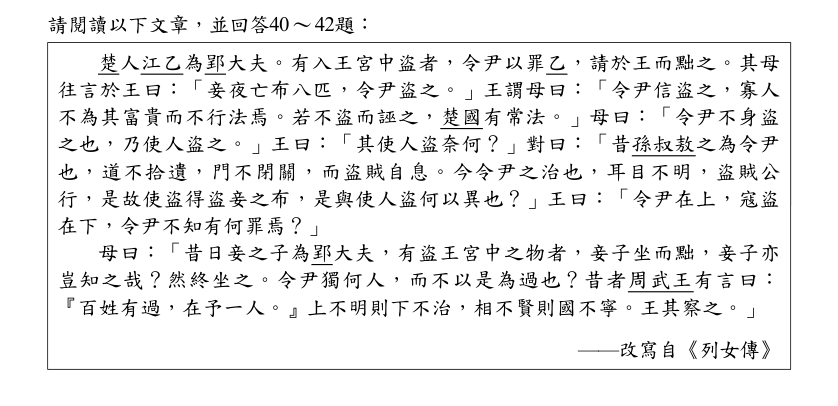 請閱讀以下文章，並回答40～42題：
楚人江乙為郢大夫。有入王宮中盜者，令尹以罪乙，請於王而黜之。其母
往言於王曰：「妾夜亡布八匹，令尹盜之。」王謂母曰：「令尹信盜之，寡人
不為其富貴而不行法焉。若不盜而誣之，楚國有常法。」母曰：「令尹不身盜
之也，乃使人盜之。」王曰：「其使人盜奈何？」對曰：「昔孫叔敖之為令尹
也，道不拾遺，門不閉關，而盜賊自息。今令尹之治也，耳目不明，盜賊公
行，是故使盜得盜妾之布，是與使人盜何以異也？」王曰：「令尹在上，寇盜
在下，令尹不知有何罪焉？」
母曰：「昔日妾之子為郢大夫，有盜王宮中之物者，妾子坐而黜，妾子亦
豈知之哉？然終坐之。令尹獨何人，而不以是為過也？昔者周武王有言曰：
『百姓有過，在予一人。』上不明則下不治，相不賢則國不寧。王其察之。」
——改寫自《列女傳》